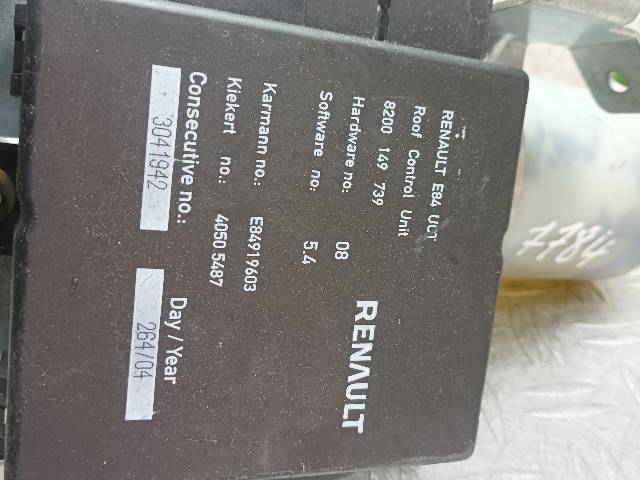 RENAULT E84 UCT
Roof Control Unit
8200 149 739
Hardware no: 08
Software no: 5.4
RENAULT
Karmann no.: E84919603
Kiekert no.: 4050 5487
Consecutive no.: Day / Year
3041942 264/04
7784